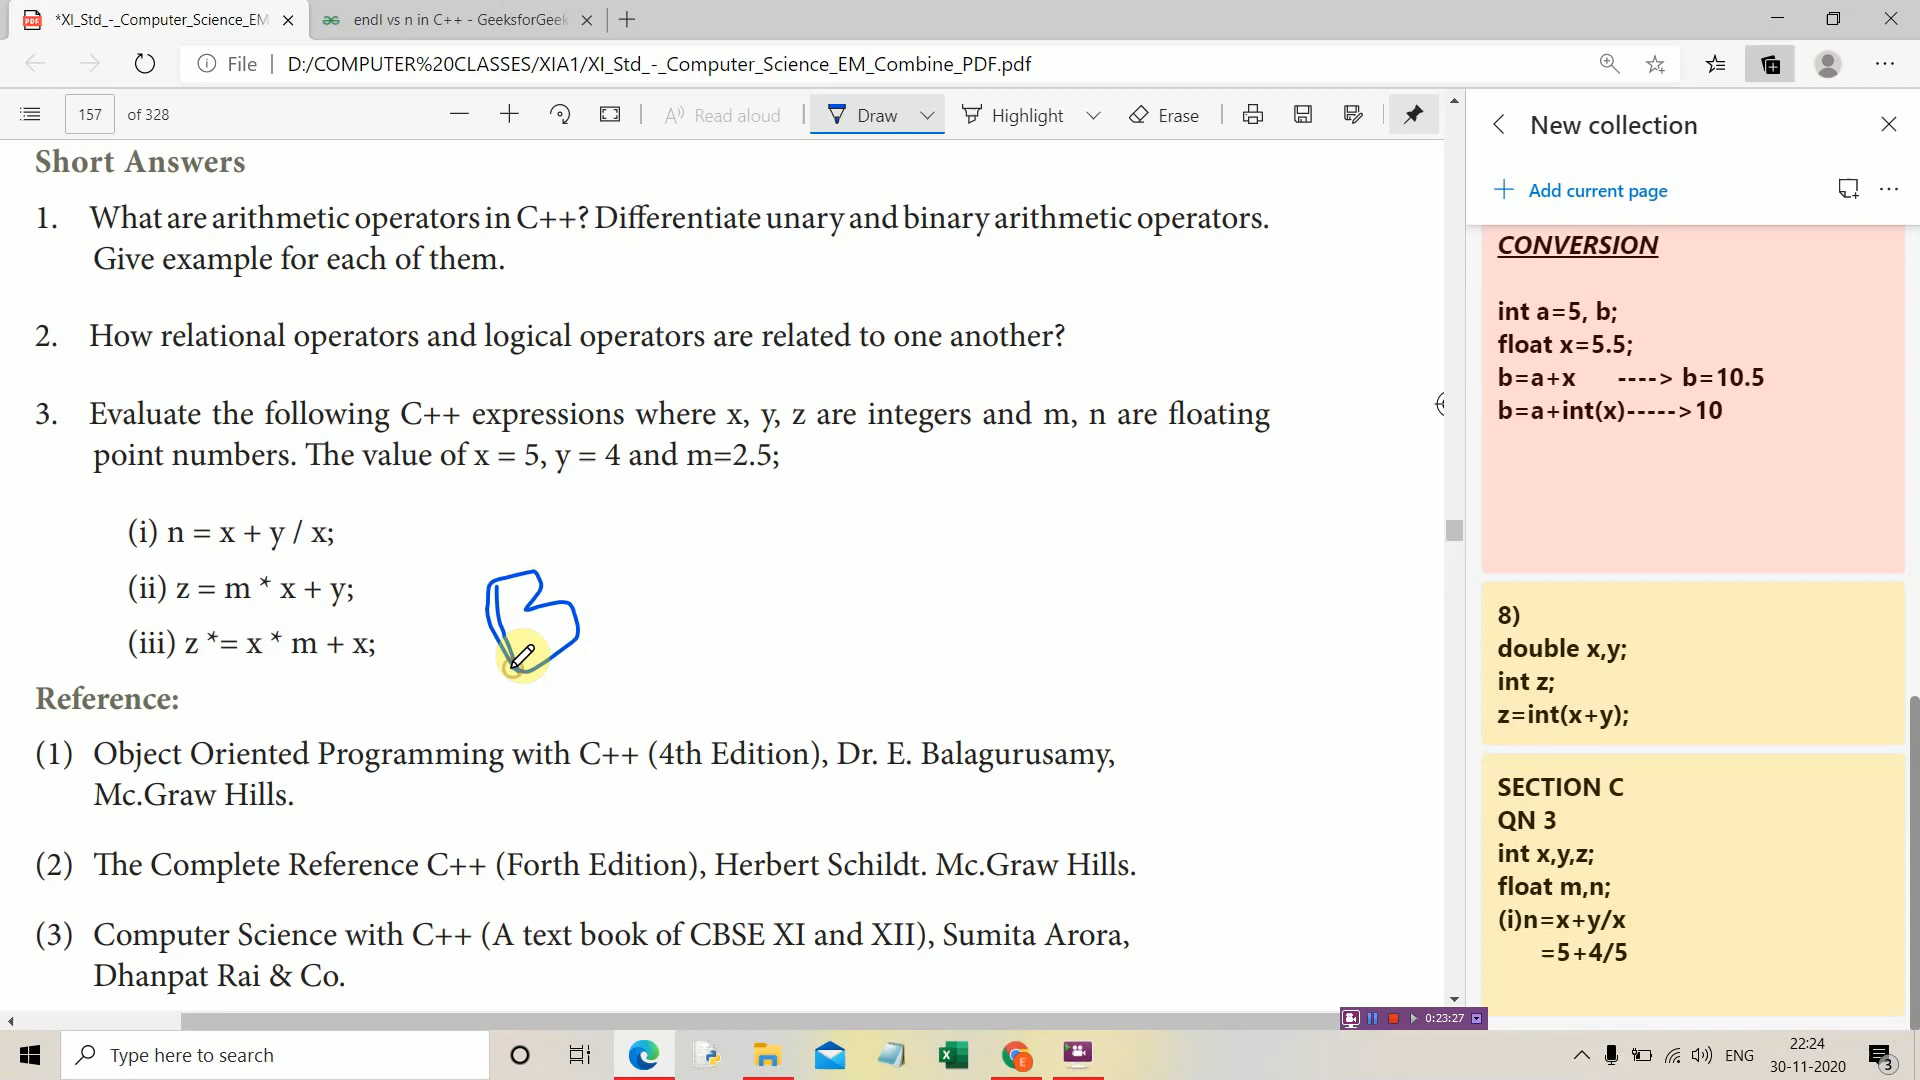 *XI_Std_-_Computer_Science_EM
endl vs n in C++ - GeeksforGeek
File
D:/COMPUTER%20CLASSES/XIA1/XI_Std_-_Computer_Science_EM_Combine_PDF.pdf
157 of 328
Read aloud
Draw
Highlight
Erase
Short Answers
1. What are arithmetic operators in C++? Differentiate unary and binary arithmetic operators.
Give example for each of them.
2. How relational operators and logical operators are related to one another?
3. Evaluate the following C++ expressions where x, y, z are integers and m, n are floating
point numbers. The value of x = 5, y = 4 and m=2.5;
(i) n = x + y / x;
(ii) z = m * x + y;
(iii) z *= x * m + x;
Reference:
(1) Object Oriented Programming with C++ (4th Edition), Dr. E. Balagurusamy,
Mc.Graw Hills.
(2) The Complete Reference C++ (Forth Edition), Herbert Schildt. Mc.Graw Hills.
(3) Computer Science with C++ (A text book of CBSE XI and XII), Sumita Arora,
Dhanpat Rai & Co.
New collection
Add current page
CONVERSION
int a=5, b;
float x=5.5;
b=a+x ----> b=10.5
b=a+int(x)----->10
8)
double x,y;
int z;
z=int(x+y);
SECTION C
QN 3
int x,y,z;
float m,n;
(i)n=x+y/x
=5+4/5
0:23:27
Type here to search
ENG
22:24
30-11-2020
3